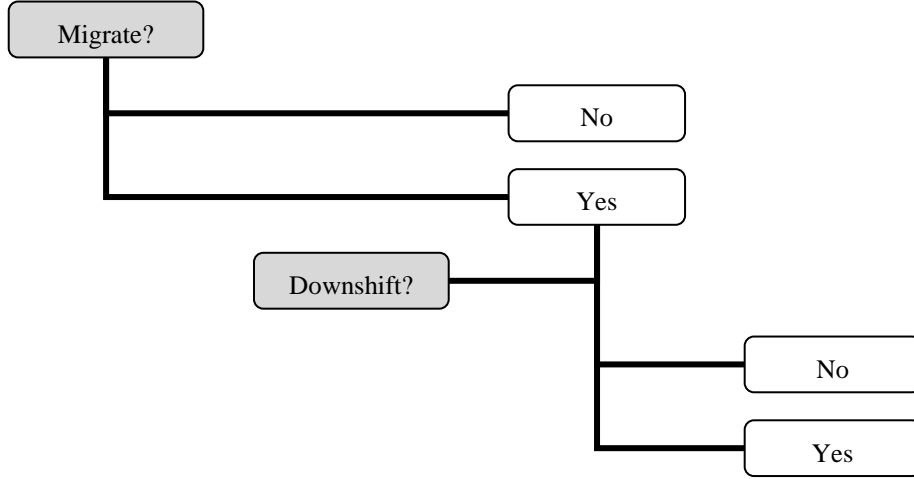 Migrate?
No
Yes
Downshift?
No
Yes